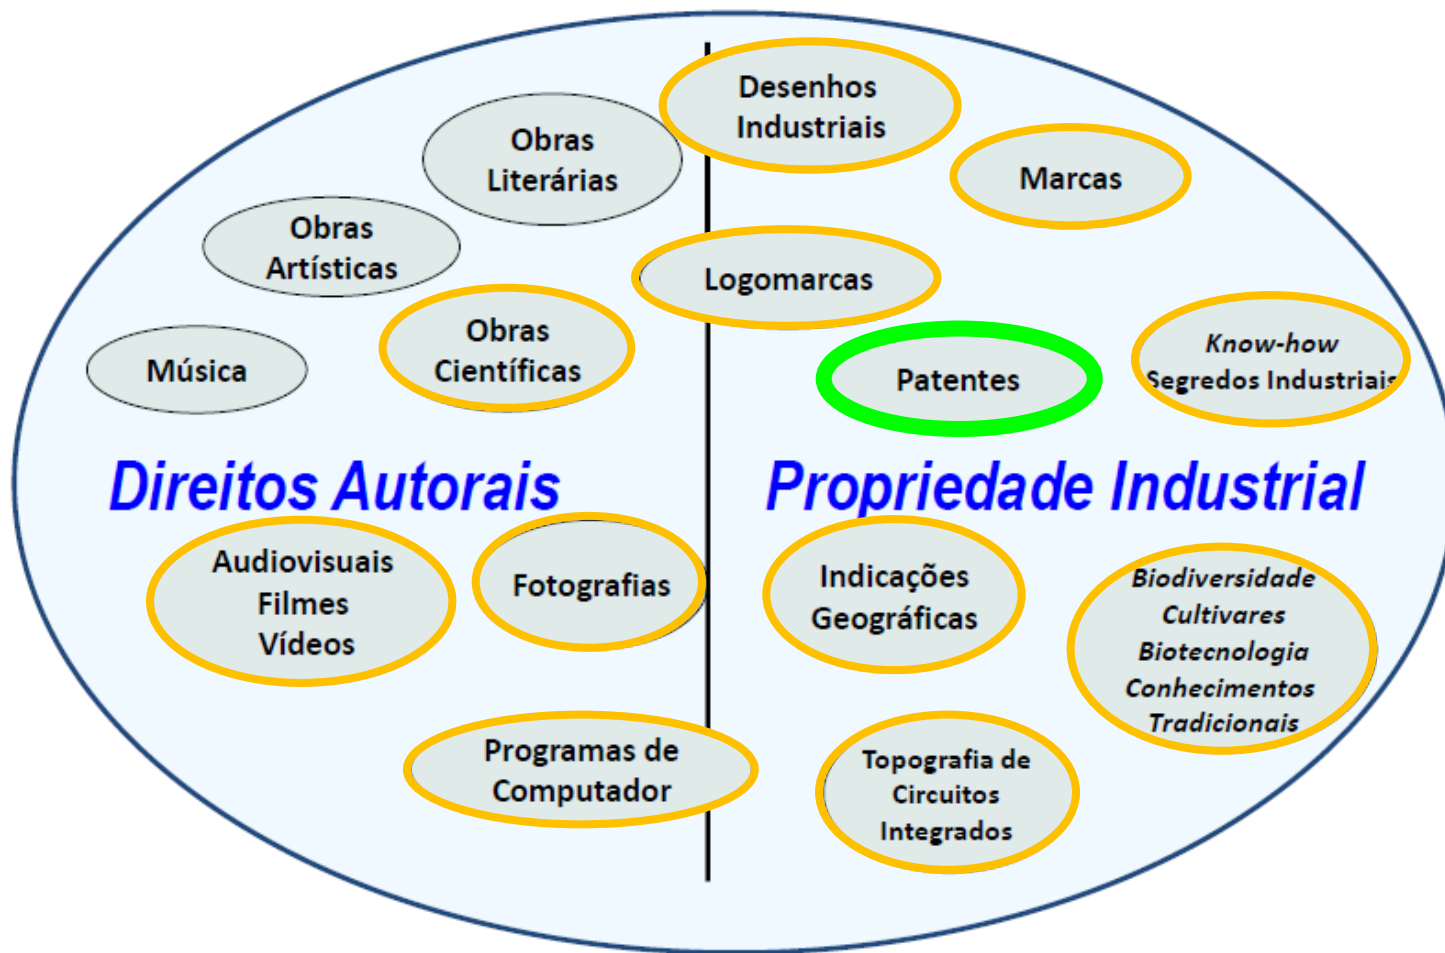 Desenhos
Industriais
Obras
Literárias
Marcas
Obras
Artísticas
Logomarcas
Obras
Científicas
Know-how
Segredos Industriais
Música
Patentes
Direitos Autorais
Propriedade Industrial
Audiovisuais
Filmes
Vídeos
Fotografias
Indicações
Geográficas
Biodiversidade
Cultivares
Biotecnologia
Conhecimentos
Tradicionais
Programas de
Computador
Topografia de
Circuitos
Integrados